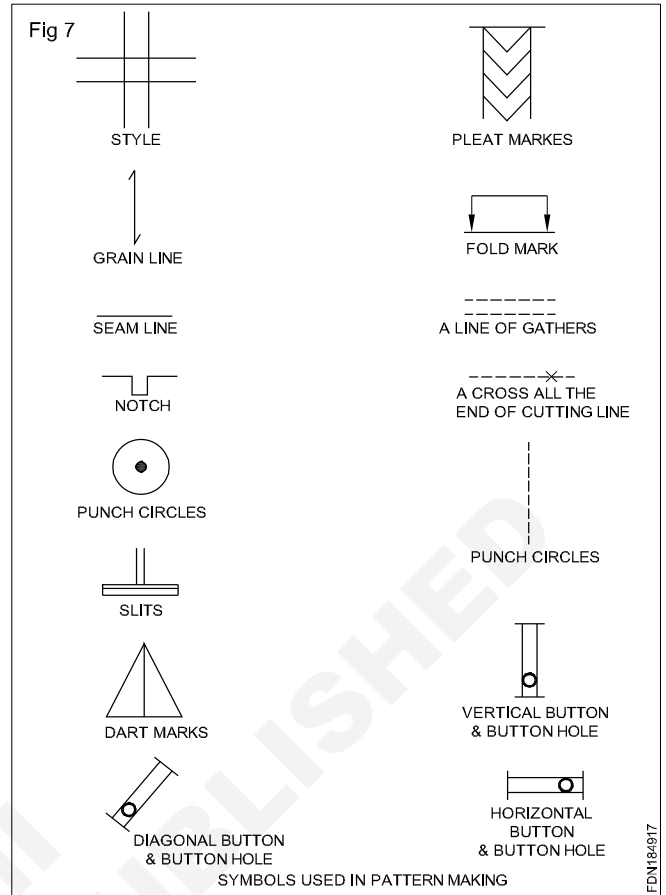 Fig 7
STYLE
PLEAT MARKES
GRAIN LINE
FOLD MARK
SEAM LINE
A LINE OF GATHERS
NOTCH
A CROSS ALL THE
END OF CUTTING LINE
PUNCH CIRCLES
PUNCH CIRCLES
SLITS
DART MARKS
VERTICAL BUTTON
& BUTTON HOLE
DIAGONAL BUTTON
& BUTTON HOLE
HORIZONTAL
BUTTON
& BUTTON HOLE
SYMBOLS USED IN PATTERN MAKING
FDN184917
UBLISHED